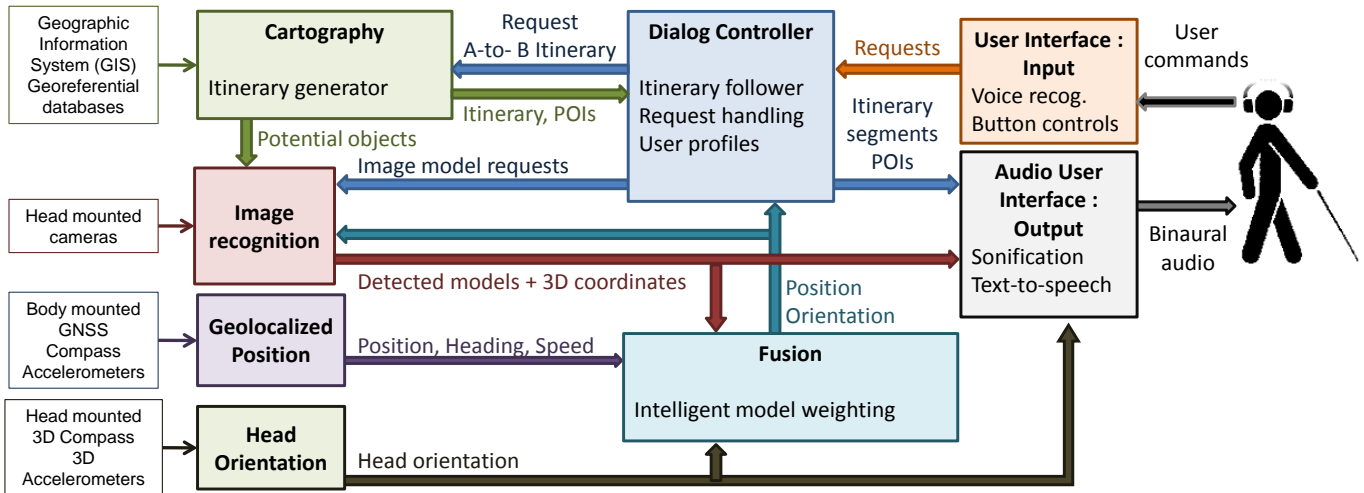 Geographic
Information
System (GIS)
Georeferential
databases
Cartography
Itinerary generator
Request
A-to- B Itinerary
Itinerary, POIs
Dialog Controller
Itinerary follower
Request handling
User profiles
Requests
User Interface :
Input
Voice recog.
Button controls
User
commands
Potential objects
Image model requests
Itinerary
segments
POIs
Head mounted
cameras
Image
recognition
Detected models + 3D coordinates
Audio User
Interface :
Output
Sonification
Text-to-speech
Binaural
audio
Body mounted
GNSS
Compass
Accelerometers
Geolocalized
Position
Position, Heading, Speed
Position
Orientation
Fusion
Intelligent model weighting
Head mounted
3D Compass
3D
Accelerometers
Head
Orientation
Head orientation